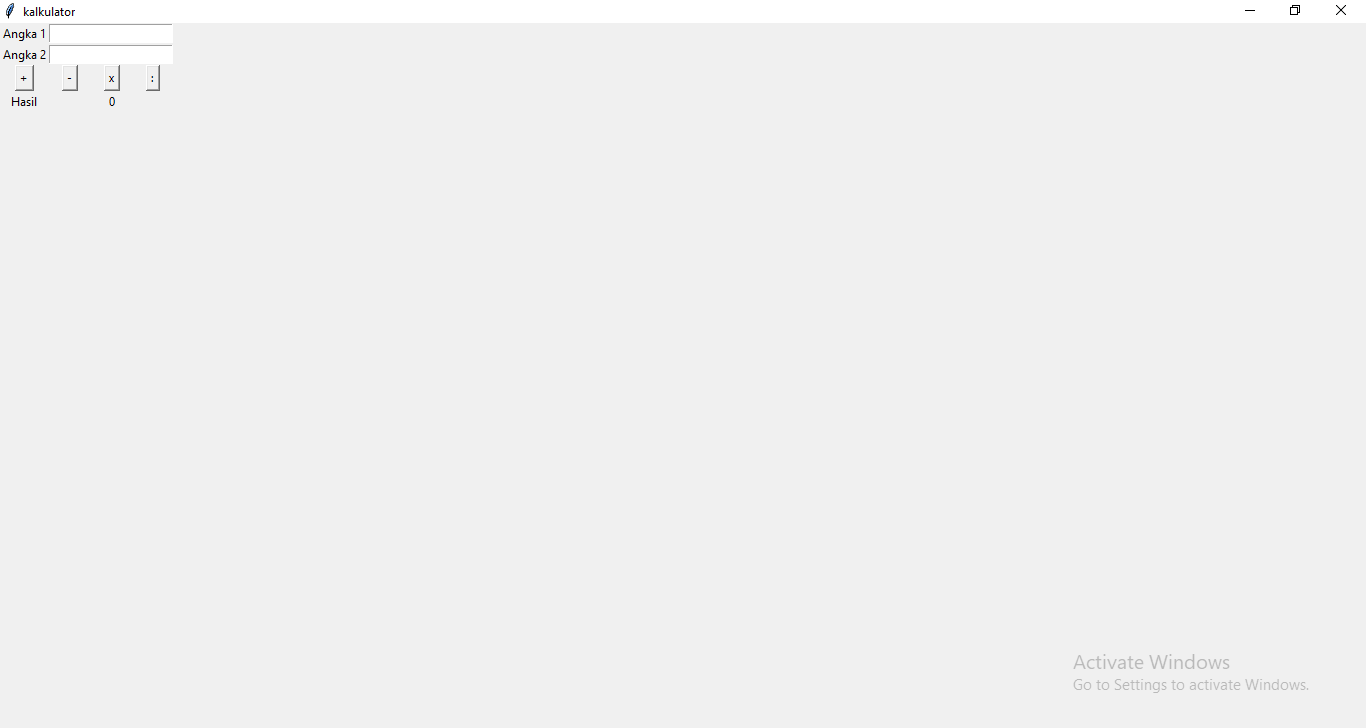 kalkulator
Angka 1
Angka 2
+ - x :
Hasil 0
Activate Windows
Go to Settings to activate Windows.